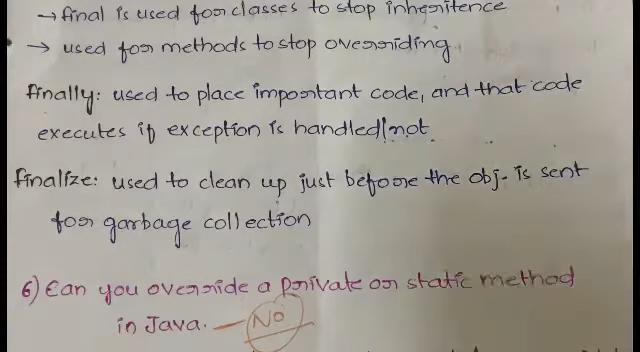 → final is used for classes to stop inheritence
→ used for methods to stop overriding
finally: used to place important code, and that code
executes if exception is handled/not
finalize: used to clean up just before the obj. is sent
for garbage collection
6) Can you override a private or static method
in Java. — NO